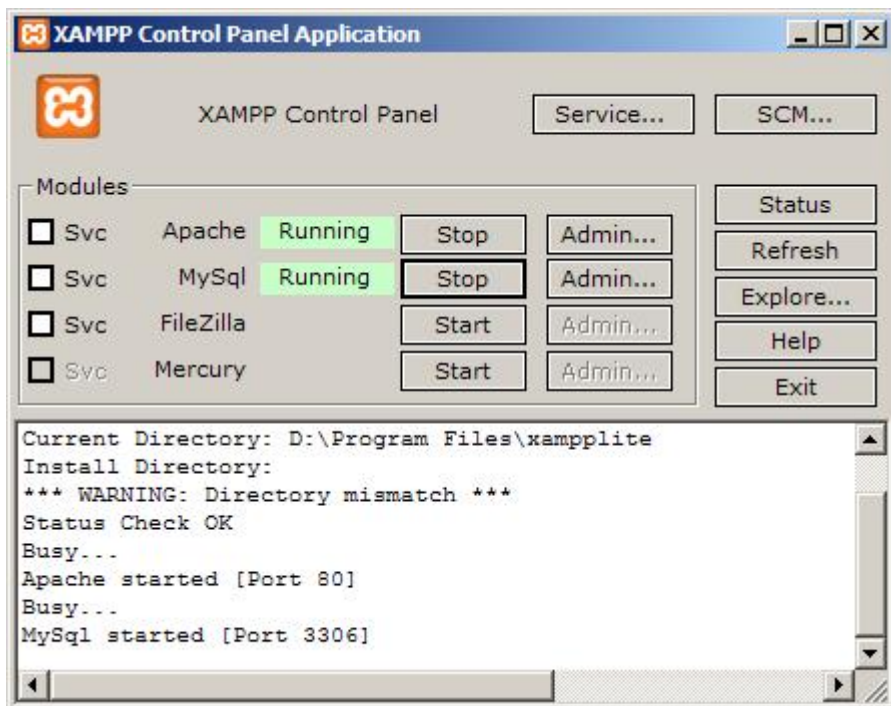 XAMPP Control Panel Application
XAMPP Control Panel Service... SCM...
Modules
Svc Apache Running Stop Admin...
Svc MySql Running Stop Admin...
Svc FileZilla Start Admin...
Svc Mercury Start Admin...
Status
Refresh
Explore...
Help
Exit
Current Directory: D:\Program Files\xampplite
Install Directory:
*** WARNING: Directory mismatch ***
Status Check OK
Busy...
Apache started [Port 80]
Busy...
MySql started [Port 3306]